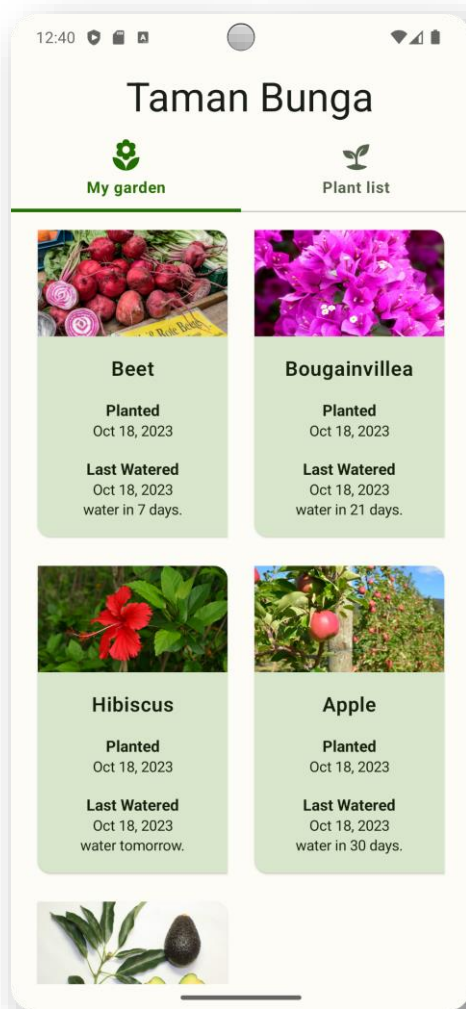 12:40
Taman Bunga
My garden
Plant list
Beet
Planted
Oct 18, 2023
Last Watered
Oct 18, 2023
water in 7 days.
Bougainvillea
Planted
Oct 18, 2023
Last Watered
Oct 18, 2023
water in 21 days.
Hibiscus
Planted
Oct 18, 2023
Last Watered
Oct 18, 2023
water tomorrow.
Apple
Planted
Oct 18, 2023
Last Watered
Oct 18, 2023
water in 30 days.